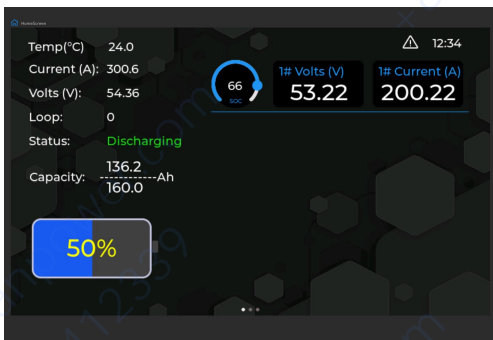 HomeScreen
12:34
Temp(°C) 24.0
Current (A): 300.6
Volts (V): 54.36
Loop: 0
Status: Discharging
Capacity: 136.2
----------Ah
160.0
50%
66
SOC
1# Volts (V)
53.22
1# Current (A)
200.22